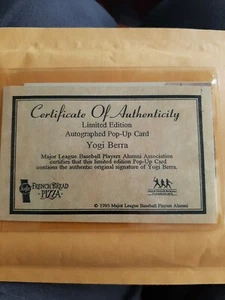 Certificate Of Authenticity
Limited Edition
Autographed Pop-Up Card
Yogi Berra
Major League Baseball Players Alumni Association
certifies that this limited edition Pop-Up Card
contains the authentic original signature of Yogi Berra.
FRENCH BREAD
PIZZA
© 1993 Major League Baseball Players Alumni